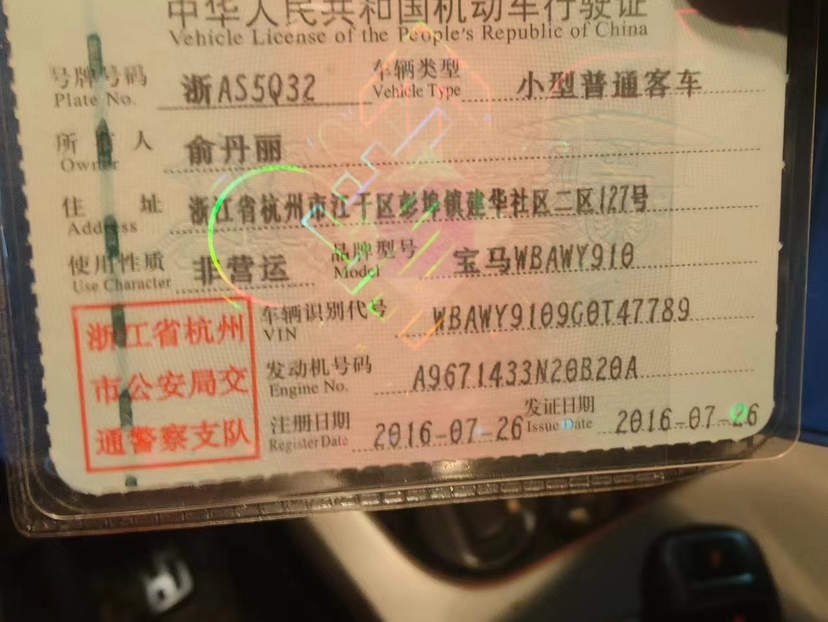 中华人民共和国机动车行驶证
Vehicle License of the People's Republic of China
号牌号码 浙AS5Q32 车辆类型 小型普通客车
Plate No. Vehicle Type
所有人 俞丹丽
Owner
住址 浙江省杭州市江干区彭埠镇建华社区二区127号
Address
使用性质 非营运 品牌型号 宝马WBAWY910
Use Character Model
浙江省杭州
市公安局交
通警察支队
车辆识别代号 WBAWY9109G0T47789
VIN
发动机号码 A9671433N20B20A
Engine No.
注册日期 2016-07-26 发证日期 2016-07-26
Register Date Issue Date